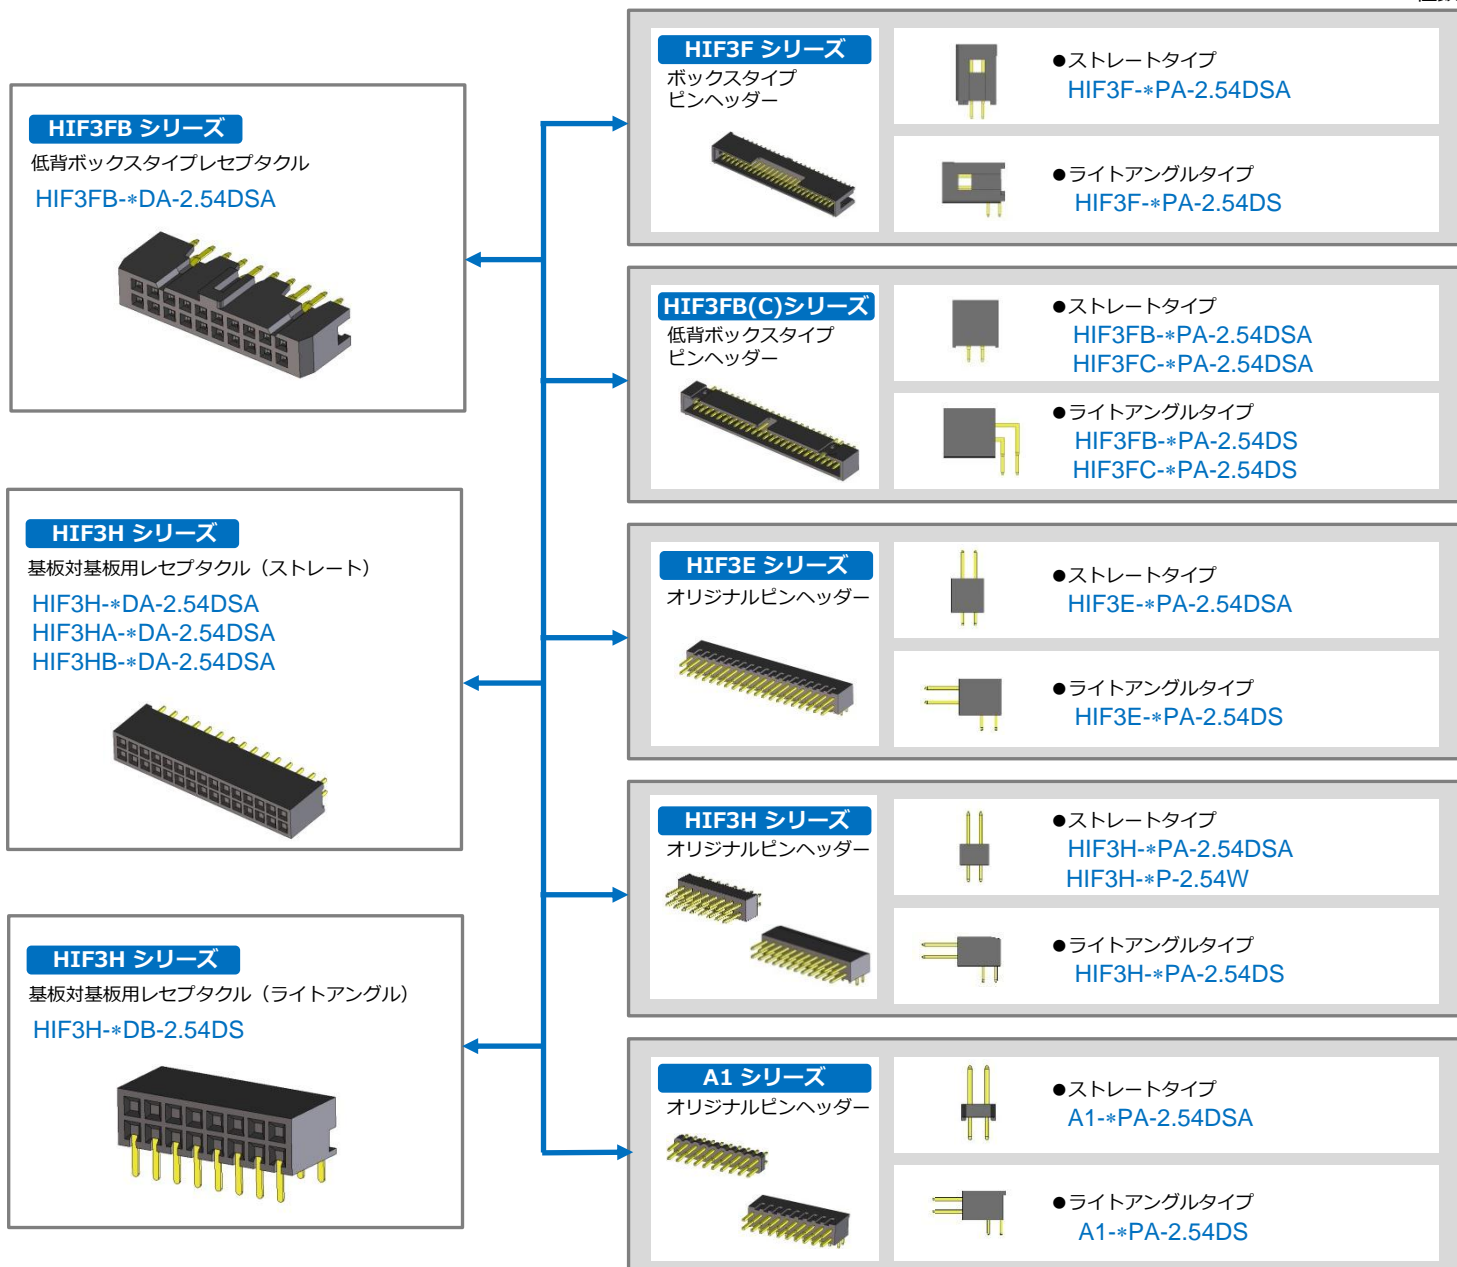 HIF3FB シリーズ
低背ボックスタイプレセプタクル
HIF3FB-*DA-2.54DSA
HIF3H シリーズ
基板対基板用レセプタクル（ストレート）
HIF3H-*DA-2.54DSA
HIF3HA-*DA-2.54DSA
HIF3HB-*DA-2.54DSA
HIF3H シリーズ
基板対基板用レセプタクル（ライトアングル）
HIF3H-*DB-2.54DS
HIF3F シリーズ
ボックスタイプ
ピンヘッダー
●ストレートタイプ
HIF3F-*PA-2.54DSA
●ライトアングルタイプ
HIF3F-*PA-2.54DS
HIF3FB(C)シリーズ
低背ボックスタイプ
ピンヘッダー
●ストレートタイプ
HIF3FB-*PA-2.54DSA
HIF3FC-*PA-2.54DSA
●ライトアングルタイプ
HIF3FB-*PA-2.54DS
HIF3FC-*PA-2.54DS
HIF3E シリーズ
オリジナルピンヘッダー
●ストレートタイプ
HIF3E-*PA-2.54DSA
●ライトアングルタイプ
HIF3E-*PA-2.54DS
HIF3H シリーズ
オリジナルピンヘッダー
●ストレートタイプ
HIF3H-*PA-2.54DSA
HIF3H-*P-2.54W
●ライトアングルタイプ
HIF3H-*PA-2.54DS
A1 シリーズ
オリジナルピンヘッダー
●ストレートタイプ
A1-*PA-2.54DSA
●ライトアングルタイプ
A1-*PA-2.54DS